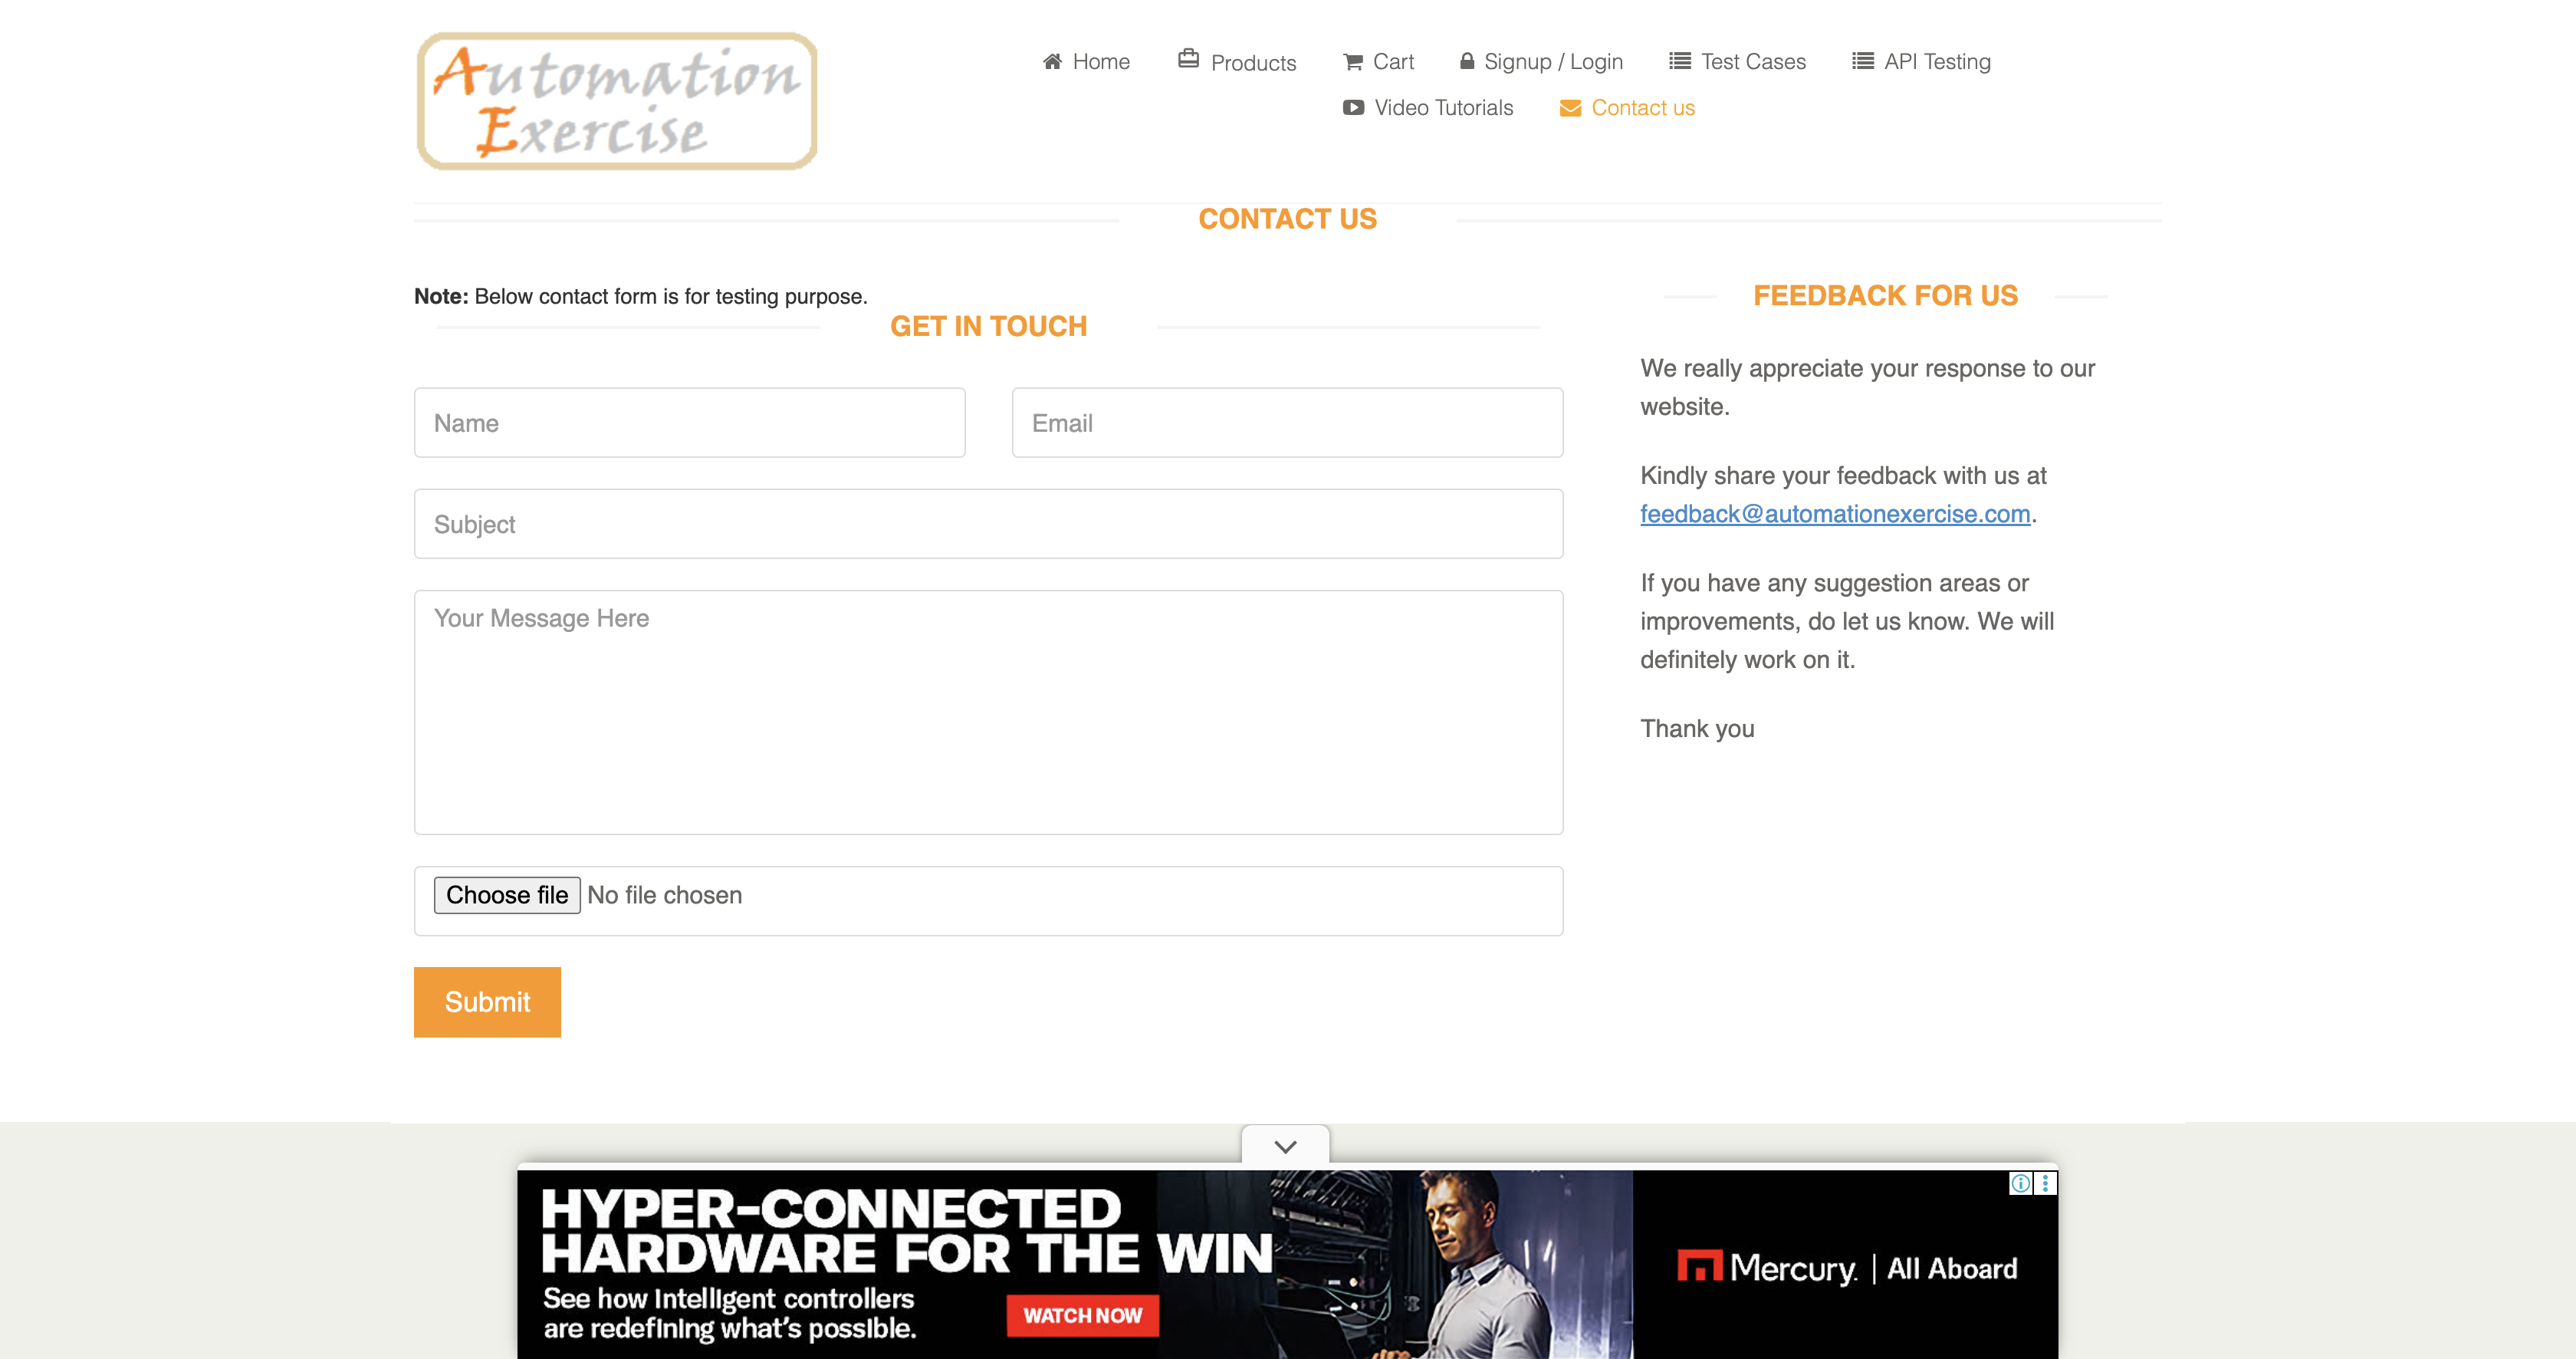 Automation
Exercise
Home
Products
Cart
Signup / Login
Test Cases
API Testing
Video Tutorials
Contact us
CONTACT US
Note: Below contact form is for testing purpose.
GET IN TOUCH
Name
Email
Subject
Your Message Here
Choose file No file chosen
Submit
FEEDBACK FOR US
We really appreciate your response to our
website.
Kindly share your feedback with us at
feedback@automationexercise.com.
If you have any suggestion areas or
improvements, do let us know. We will
definitely work on it.
Thank you
HYPER-CONNECTED
HARDWARE FOR THE WIN
See how intelligent controllers
are redefining what's possible.
WATCH NOW
Mercury. | All Aboard